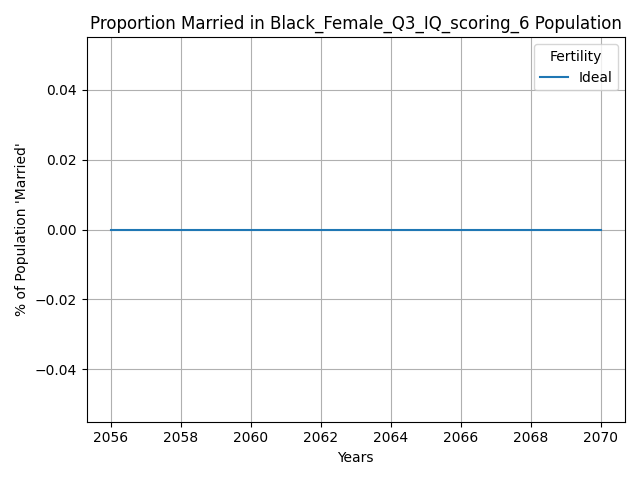 Proportion Married in Black_Female_Q3_IQ_scoring_6 Population
Fertility
Ideal
% of Population 'Married'
0.04
0.02
0.00
−0.02
−0.04
2056 2058 2060 2062 2064 2066 2068 2070
Years